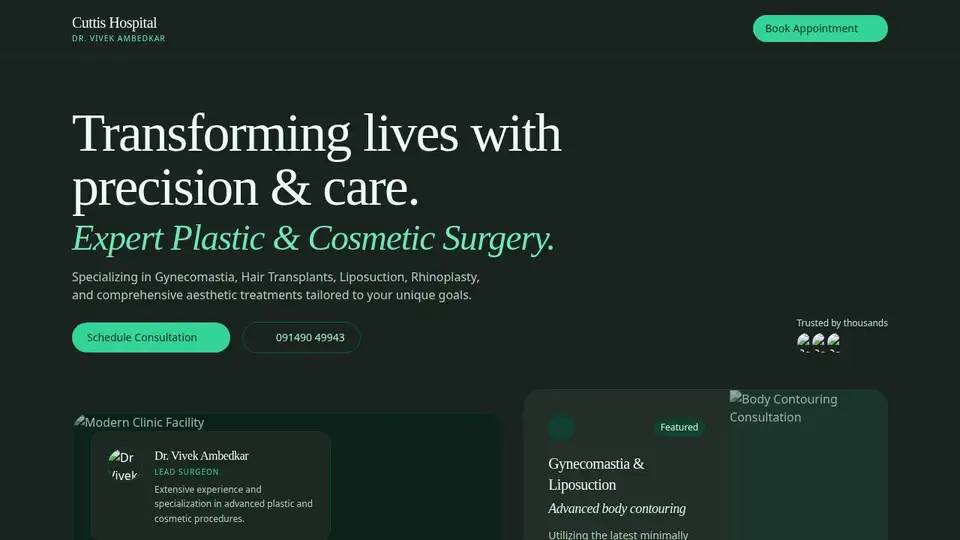 Cuttis Hospital
DR. VIVEK AMBEDKAR
Book Appointment
Transforming lives with
precision & care.
Expert Plastic & Cosmetic Surgery.
Specializing in Gynecomastia, Hair Transplants, Liposuction, Rhinoplasty,
and comprehensive aesthetic treatments tailored to your unique goals.
Schedule Consultation
091490 49943
Trusted by thousands
Modern Clinic Facility
Dr
Vivek
Dr. Vivek Ambedkar
LEAD SURGEON
Extensive experience and
specialization in advanced plastic and
cosmetic procedures.
Featured
Gynecomastia &
Liposuction
Advanced body contouring
Utilizing the latest minimally
Body Contouring
Consultation